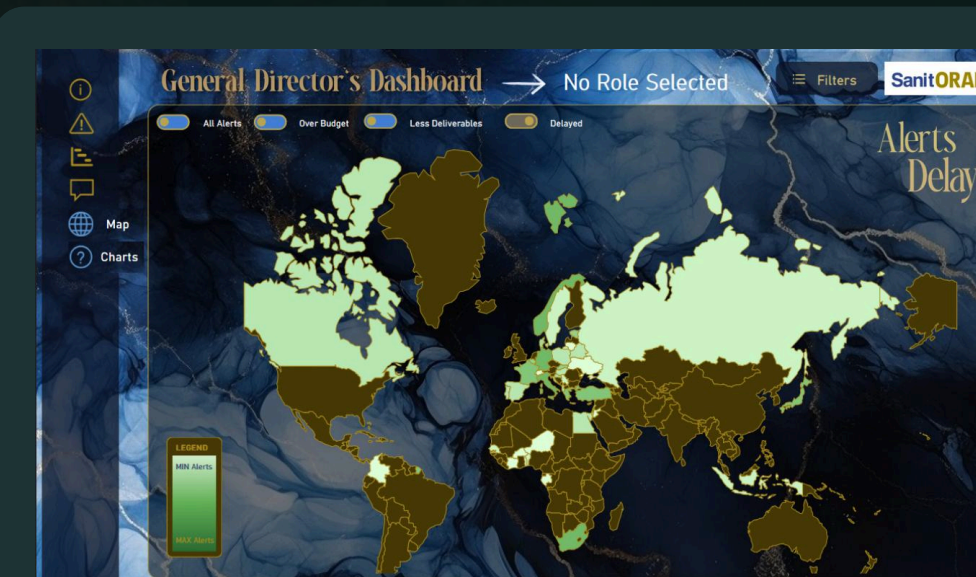 General Director's Dashboard
No Role Selected
Filters
SanitORA
All Alerts
Over Budget
Less Deliverables
Delayed
Alerts
Delay
Map
Charts
LEGEND
MIN Alerts
MAX Alerts